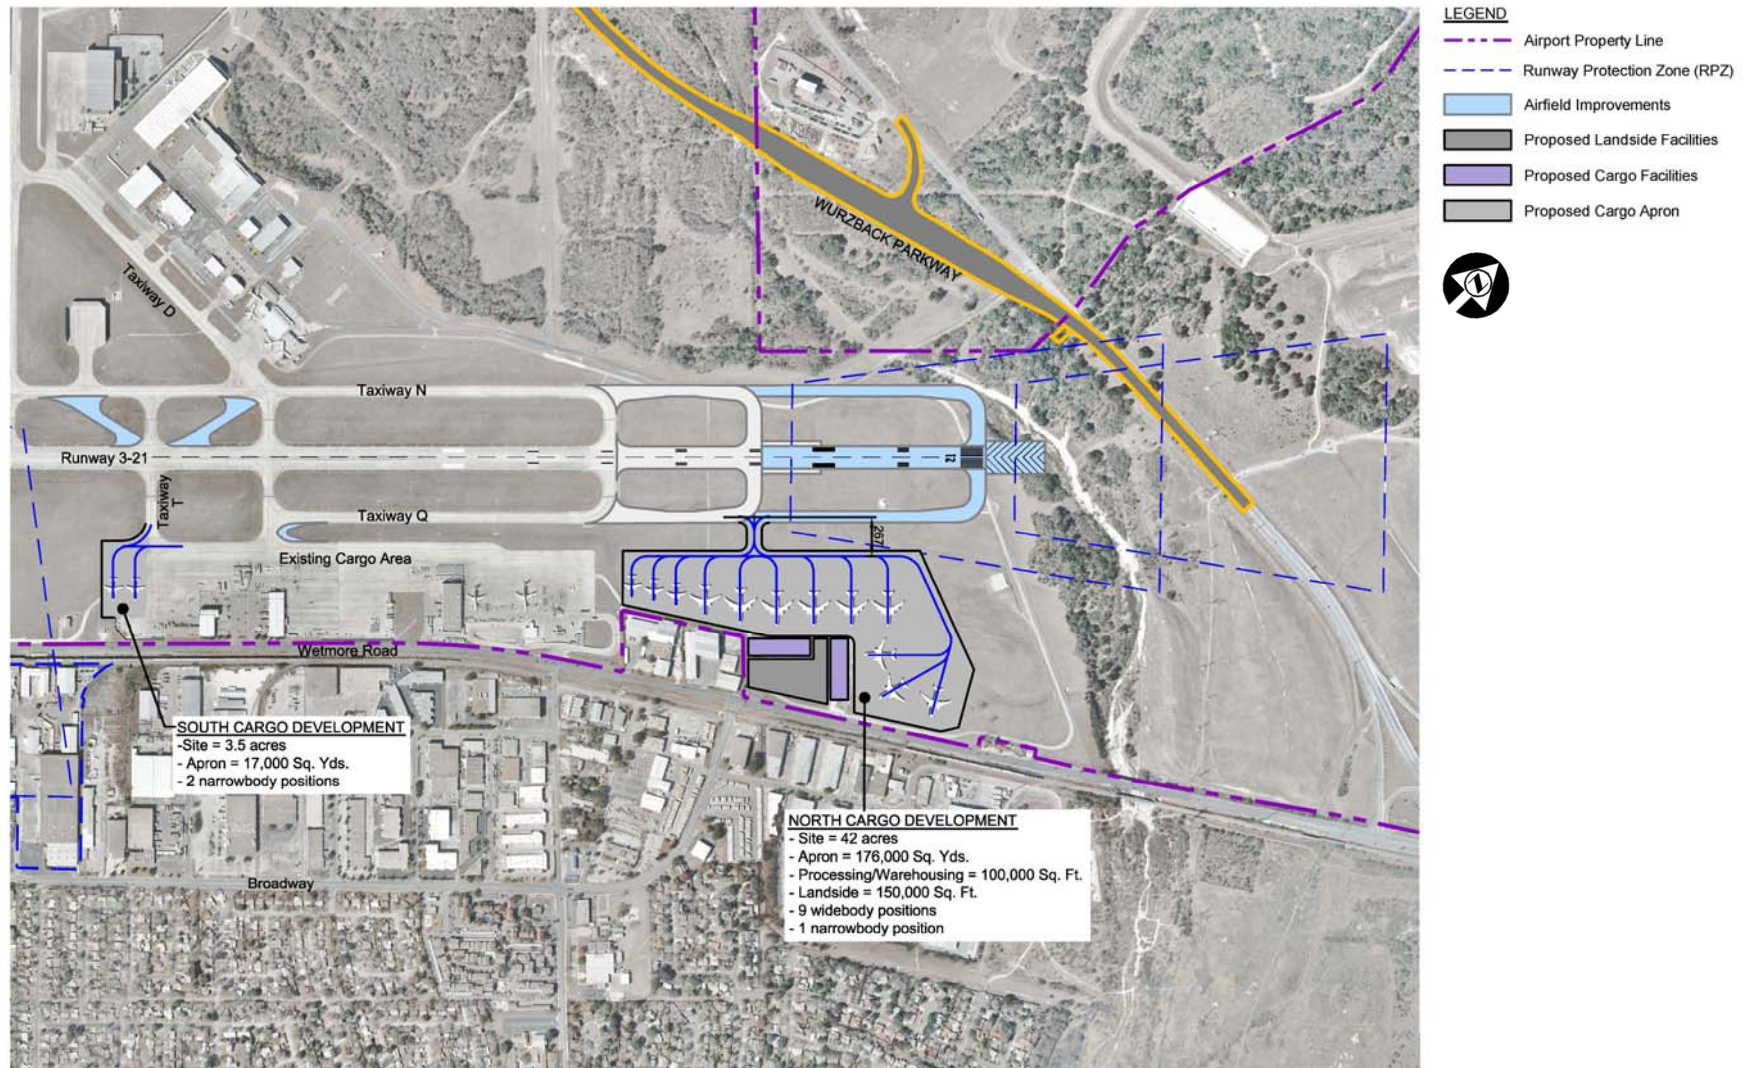 LEGEND
Airport Property Line
Runway Protection Zone (RPZ)
Airfield Improvements
Proposed Landside Facilities
Proposed Cargo Facilities
Proposed Cargo Apron
WURZBACK PARKWAY
Taxiway D
Taxiway N
Runway 3-21
21
Taxiway
T
Taxiway Q
267'
Existing Cargo Area
Wetmore Road
SOUTH CARGO DEVELOPMENT
-Site = 3.5 acres
- Apron = 17,000 Sq. Yds.
- 2 narrowbody positions
NORTH CARGO DEVELOPMENT
- Site = 42 acres
- Apron = 176,000 Sq. Yds.
- Processing/Warehousing = 100,000 Sq. Ft.
- Landside = 150,000 Sq. Ft.
- 9 widebody positions
- 1 narrowbody position
Broadway